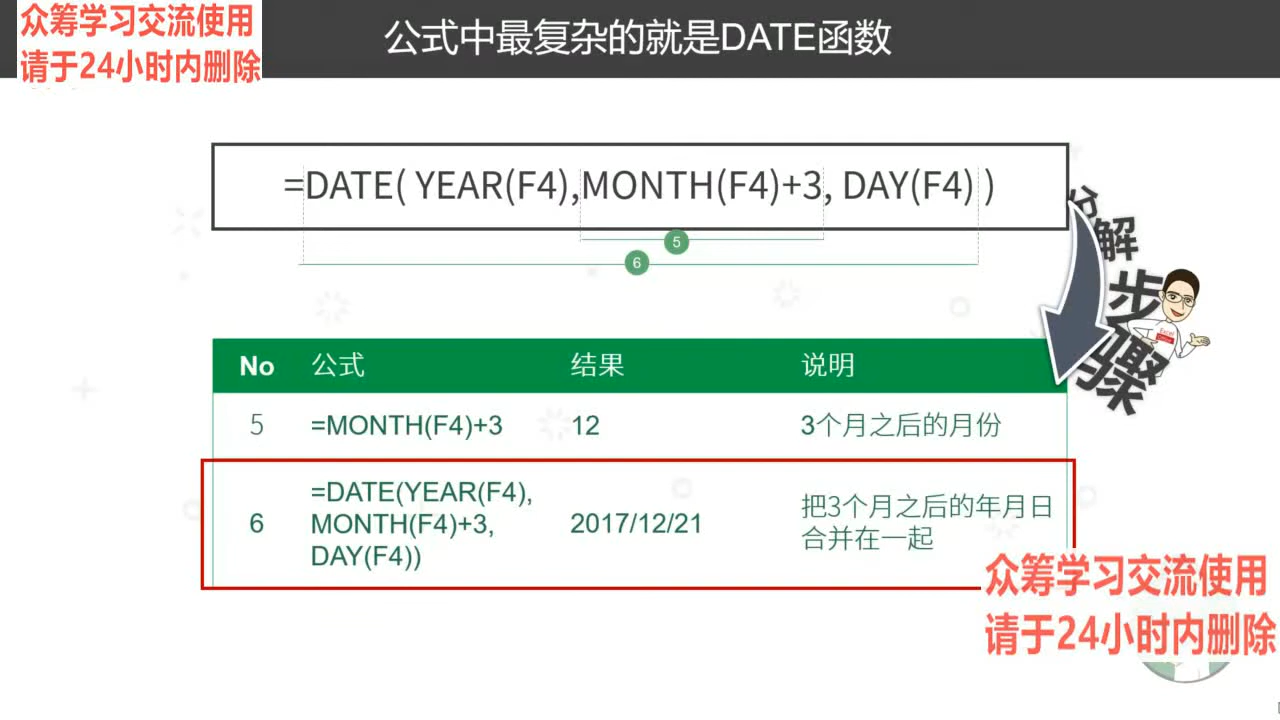 众筹学习交流使用
请于24小时内删除
公式中最复杂的就是DATE函数
=DATE( YEAR(F4),MONTH(F4)+3, DAY(F4) )
5
6
分解步骤
No 公式 结果 说明
5 =MONTH(F4)+3 12 3个月之后的月份
6 =DATE(YEAR(F4), MONTH(F4)+3, DAY(F4)) 2017/12/21 把3个月之后的年月日合并在一起
众筹学习交流使用
请于24小时内删除